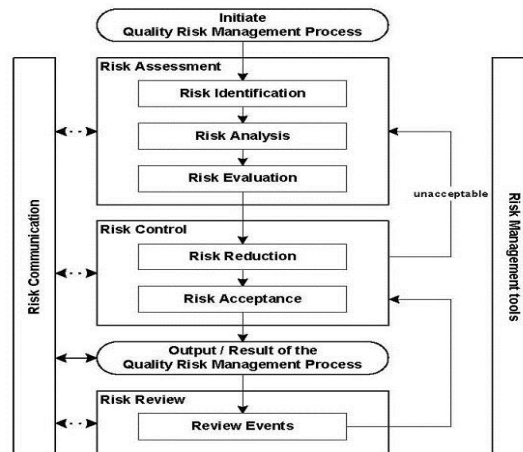 Initiate
Quality Risk Management Process
Risk Assessment
Risk Identification
Risk Analysis
Risk Evaluation
unacceptable
Risk Communication
Risk Management tools
Risk Control
Risk Reduction
Risk Acceptance
Output / Result of the
Quality Risk Management Process
Risk Review
Review Events